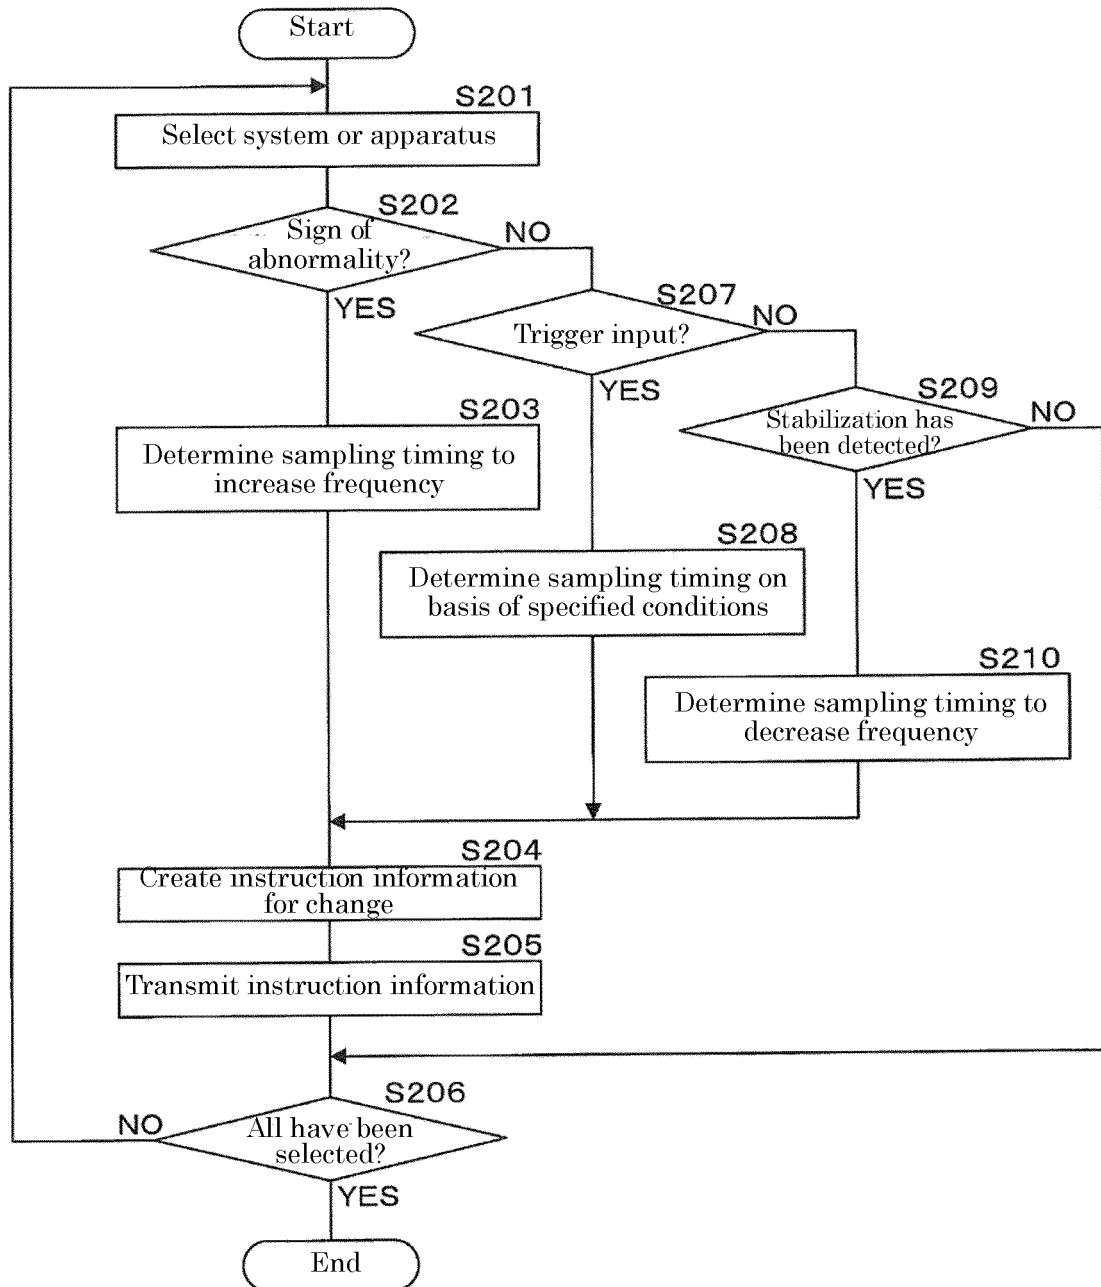 Start
S201
Select system or apparatus
S202
Sign of
abnormality?
NO
YES
S207
Trigger input?
NO
YES
S209
Stabilization has
been detected?
NO
YES
S203
Determine sampling timing to
increase frequency
S208
Determine sampling timing on
basis of specified conditions
S210
Determine sampling timing to
decrease frequency
S204
Create instruction information
for change
S205
Transmit instruction information
S206
All have been
selected?
NO
YES
End